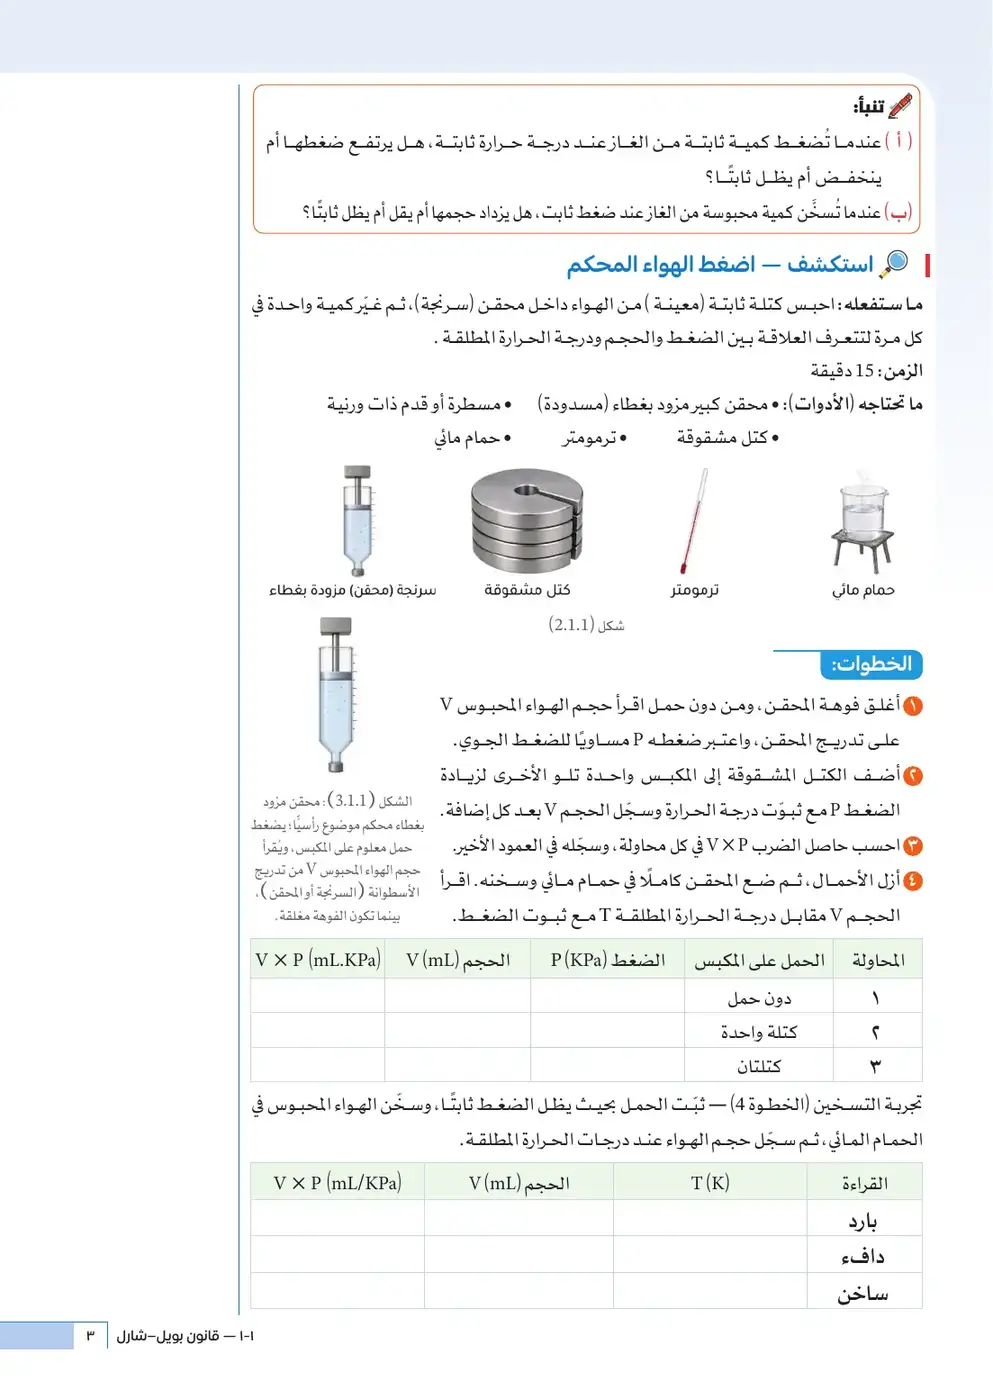 تنبأ:
(أ) عندما تُضغط كمية ثابتة من الغاز عند درجة حرارة ثابتة، هل يرتفع ضغطها أم
ينخفض أم يظل ثابتًا؟
(ب) عندما تُسخَّن كمية محبوسة من الغاز عند ضغط ثابت، هل يزداد حجمها أم يقل أم يظل ثابتًا؟
استكشف — اضغط الهواء المحكم
ما ستفعله: احبس كتلة ثابتة (معينة) من الهواء داخل محقن (سرنجة)، ثم غيّر كمية واحدة في
كل مرة لتتعرف العلاقة بين الضغط والحجم ودرجة الحرارة المطلقة.
الزمن: 15 دقيقة
ما تحتاجه (الأدوات): • محقن كبير مزود بغطاء (مسدودة) • مسطرة أو قدم ذات ورنية
• كتل مشقوقة • ترمومتر • حمام مائي
حمام مائي
ترمومتر
كتل مشقوقة
سرنجة (محقن) مزودة بغطاء
شكل (2.1.1)
الخطوات:
١ أغلق فوهة المحقن، ومن دون حمل اقرأ حجم الهواء المحبوس V
على تدريج المحقن، واعتبر ضغطه P مساويًا للضغط الجوي.
٢ أضف الكتل المشقوقة إلى المكبس واحدة تلو الأخرى لزيادة
الضغط P مع ثبوت درجة الحرارة وسجّل الحجم V بعد كل إضافة.
٣ احسب حاصل الضرب V×P في كل محاولة، وسجّله في العمود الأخير.
٤ أزل الأحمال، ثم ضع المحقن كاملًا في حمام مائي وسخنه. اقرأ
الحجم V مقابل درجة الحرارة المطلقة T مع ثبوت الضغط.
الشكل (3.1.1): محقن مزود
بغطاء محكم موضوع رأسيًّا؛ يضغط
حمل معلوم على المكبس، ويُقرأ
حجم الهواء المحبوس V من تدريج
الأسطوانة (السرنجة أو المحقن)،
بينما تكون الفوهة مغلقة.
المحاولة الحمل على المكبس الضغط P (KPa) الحجم V (mL) V × P (mL.KPa)
١ دون حمل
٢ كتلة واحدة
٣ كتلتان
تجربة التسخين (الخطوة 4) — ثبّت الحمل بحيث يظل الضغط ثابتًا، وسخّن الهواء المحبوس في
الحمام المائي، ثم سجّل حجم الهواء عند درجات الحرارة المطلقة.
القراءة T (K) الحجم V (mL) V × P (mL/KPa)
بارد
دافء
ساخن
١-١ — قانون بويل–شارل ٣